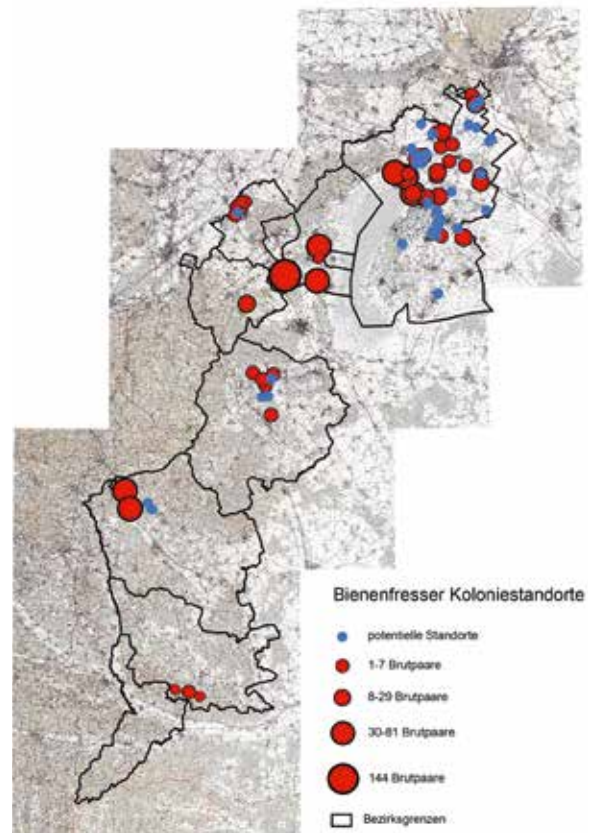 Bienenfresser Koloniestandorte
potentielle Standorte
1-7 Brutpaare
8-29 Brutpaare
30-81 Brutpaare
144 Brutpaare
Bezirksgrenzen